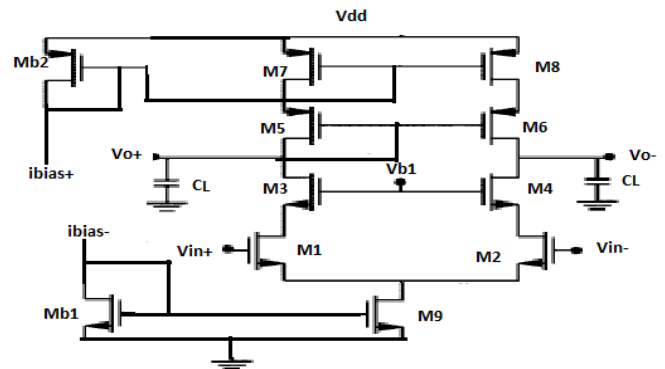 Vdd
Mb2
M7
M8
M5
M6
Vo+
Vo-
ibias+
CL
M3
Vb1
M4
CL
ibias-
Vin+
M1
M2
Vin-
Mb1
M9